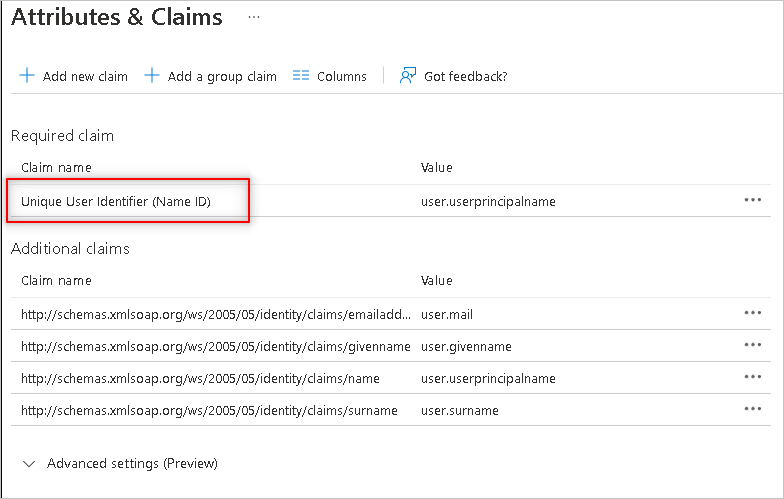 Attributes & Claims ...
Add new claim Add a group claim Columns Got feedback?
Required claim
Claim name Value
Unique User Identifier (Name ID) user.userprincipalname
Additional claims
Claim name Value
http://schemas.xmlsoap.org/ws/2005/05/identity/claims/emailadd... user.mail
http://schemas.xmlsoap.org/ws/2005/05/identity/claims/givenname user.givenname
http://schemas.xmlsoap.org/ws/2005/05/identity/claims/name user.userprincipalname
http://schemas.xmlsoap.org/ws/2005/05/identity/claims/surname user.surname
Advanced settings (Preview)